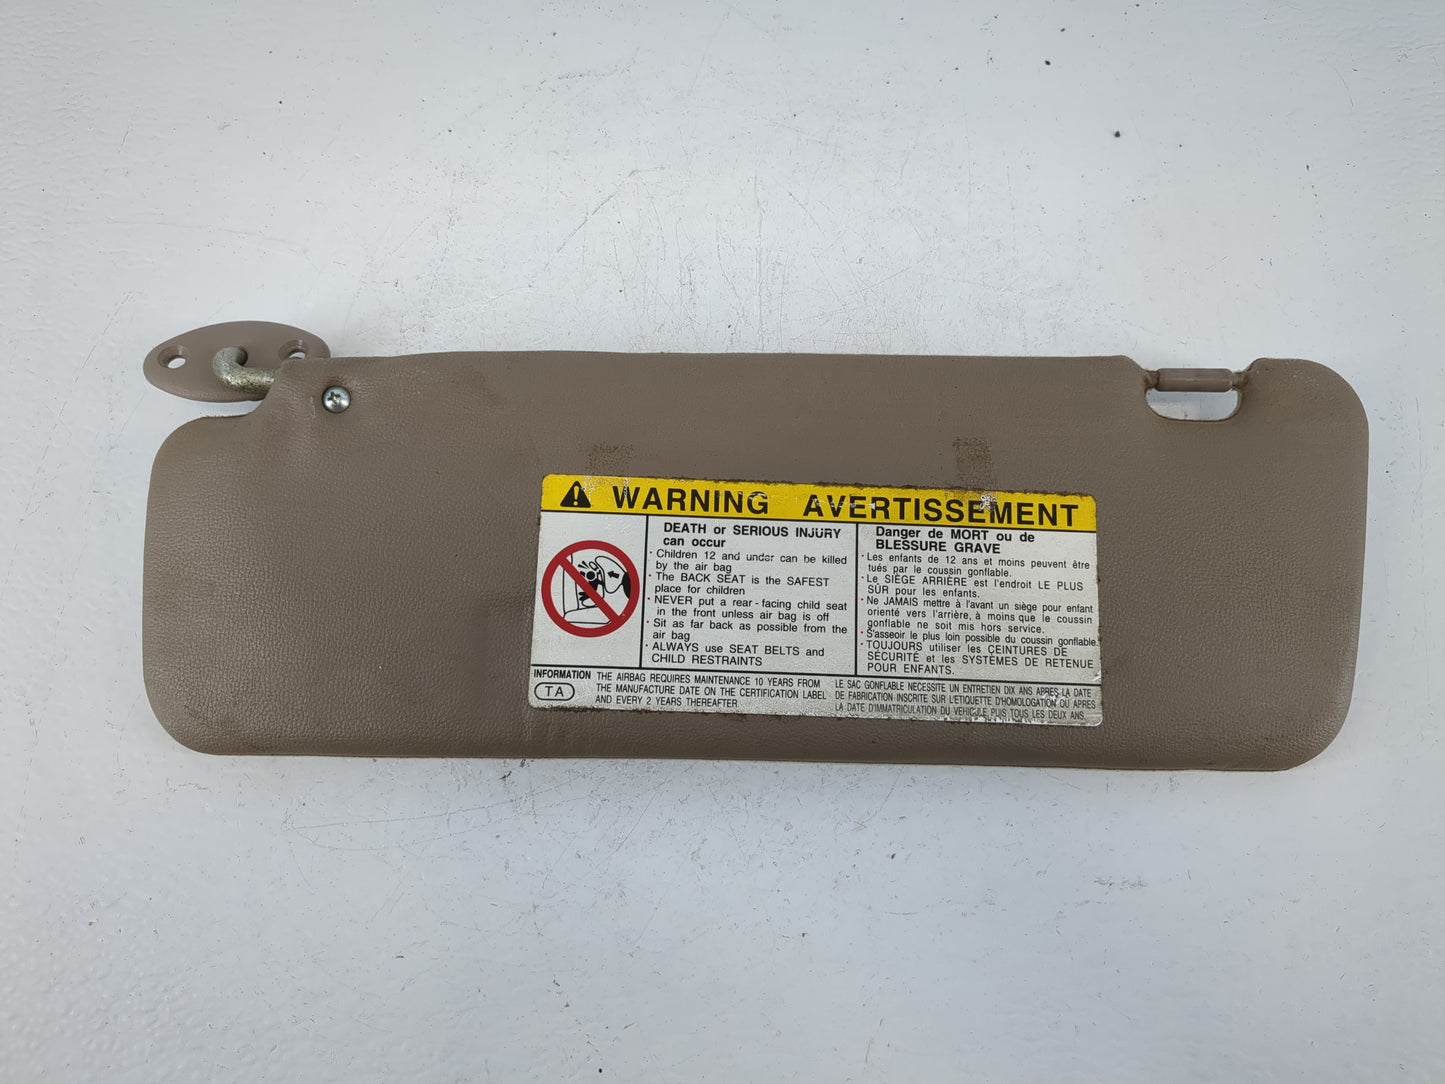 WARNING AVERTISSEMENT
DEATH or SERIOUS INJURY
can occur
· Children 12 and under can be killed
by the air bag
· The BACK SEAT is the SAFEST
place for children
· NEVER put a rear-facing child seat
in the front unless air bag is off
· Sit as far back as possible from the
air bag
· ALWAYS use SEAT BELTS and
CHILD RESTRAINTS
Danger de MORT ou de
BLESSURE GRAVE
· Les enfants de 12 ans et moins peuvent être
tués par le coussin gonflable.
· Le SIÈGE ARRIÈRE est l'endroit LE PLUS
SÛR pour les enfants.
· Ne JAMAIS mettre à l'avant un siège pour enfant
orienté vers l'arrière, à moins que le coussin
gonflable ne soit mis hors service.
· S'asseoir le plus loin possible du coussin gonflable.
· TOUJOURS utiliser les CEINTURES DE
SÉCURITÉ et les SYSTÈMES DE RETENUE
POUR ENFANTS.
INFORMATION
TA
THE AIRBAG REQUIRES MAINTENANCE 10 YEARS FROM
THE MANUFACTURE DATE ON THE CERTIFICATION LABEL
AND EVERY 2 YEARS THEREAFTER.
LE SAC GONFLABLE NECESSITE UN ENTRETIEN DIX ANS APRES LA DATE
DE FABRICATION INSCRITE SUR L'ETIQUETTE D'HOMOLOGATION OU APRES
LA DATE D'IMMATRICULATION DU VEHICULE PUIS TOUS LES DEUX ANS